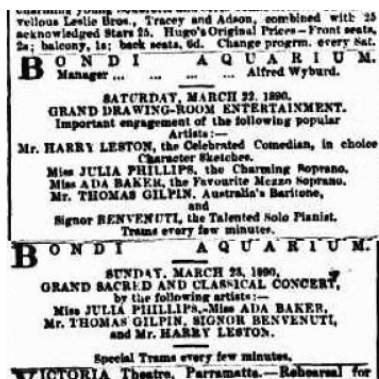 vellous Leslie Bros., Tracey and Adson, combined with 25
acknowledged Stars 25. Hugo's Original Prices—Front seats,
2s; balcony, 1s; back seats, 6d. Change progrm. every Sat.
BONDI AQUARIUM.
Manager ... ... ... ... Alfred Wyburd.
SATURDAY, MARCH 22, 1890.
GRAND DRAWING-ROOM ENTERTAINMENT.
Important engagement of the following popular
Artists:—
Mr. HARRY LESTON, the Celebrated Comedian, in choice
Character Sketches.
Miss JULIA PHILLIPS, the Charming Soprano.
Miss ADA BAKER, the Favourite Mezzo Soprano.
Mr. THOMAS GILPIN, Australia's Baritone,
and
Signor BENVENUTI, the Talented Solo Pianist.
Trams every few minutes.
BONDI AQUARIUM.
SUNDAY, MARCH 23, 1890,
GRAND SACRED AND CLASSICAL CONCERT,
by the following artists:—
Miss JULIA PHILLIPS,—Miss ADA BAKER,
Mr. THOMAS GILPIN, SIGNOR BENVENUTI,
and Mr. HARRY LESTON.
Special Trams every few minutes.
VICTORIA Theatre, Parramatta.—Rehearsal for